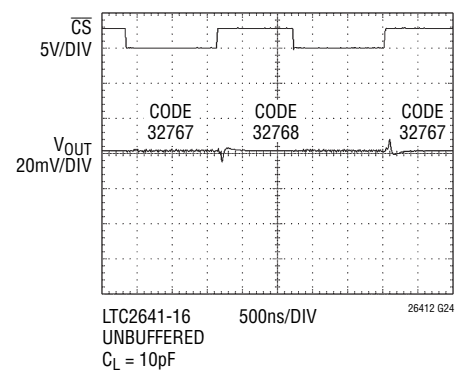 C̅S̅
5V/DIV
CODE 32767
CODE 32768
CODE 32767
VOUT
20mV/DIV
LTC2641-16
500ns/DIV
26412 G24
UNBUFFERED
CL = 10pF